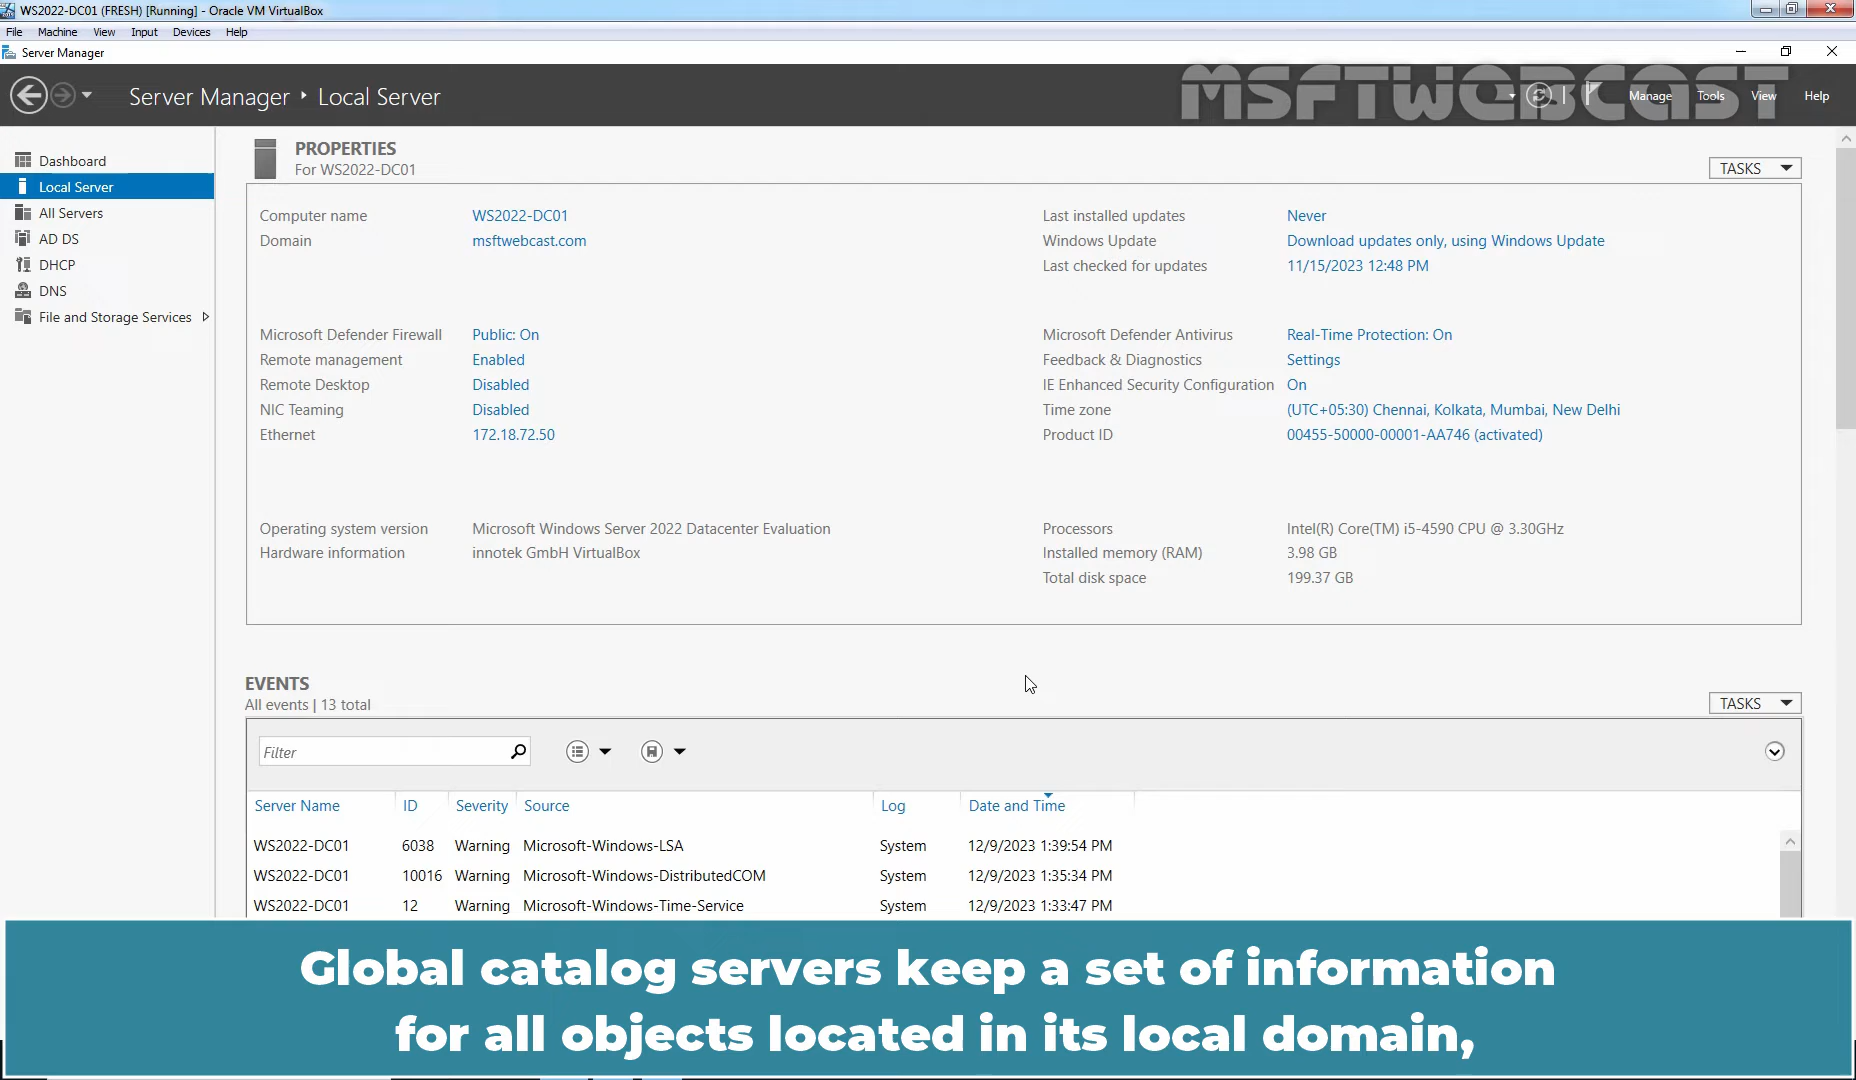 WS2022-DC01 (FRESH) [Running] - Oracle VM VirtualBox
File Machine View Input Devices Help
Server Manager
Server Manager ‣ Local Server
MSFTWEBCAST
Manage Tools View Help
Dashboard
Local Server
All Servers
AD DS
DHCP
DNS
File and Storage Services
PROPERTIES
For WS2022-DC01
TASKS
Computer name WS2022-DC01
Domain msftwebcast.com
Last installed updates Never
Windows Update Download updates only, using Windows Update
Last checked for updates 11/15/2023 12:48 PM
Microsoft Defender Firewall Public: On
Remote management Enabled
Remote Desktop Disabled
NIC Teaming Disabled
Ethernet 172.18.72.50
Microsoft Defender Antivirus Real-Time Protection: On
Feedback & Diagnostics Settings
IE Enhanced Security Configuration On
Time zone (UTC+05:30) Chennai, Kolkata, Mumbai, New Delhi
Product ID 00455-50000-00001-AA746 (activated)
Operating system version Microsoft Windows Server 2022 Datacenter Evaluation
Hardware information innotek GmbH VirtualBox
Processors Intel(R) Core(TM) i5-4590 CPU @ 3.30GHz
Installed memory (RAM) 3.98 GB
Total disk space 199.37 GB
EVENTS
All events | 13 total
TASKS
Filter
Server Name ID Severity Source Log Date and Time
WS2022-DC01 6038 Warning Microsoft-Windows-LSA System 12/9/2023 1:39:54 PM
WS2022-DC01 10016 Warning Microsoft-Windows-DistributedCOM System 12/9/2023 1:35:34 PM
WS2022-DC01 12 Warning Microsoft-Windows-Time-Service System 12/9/2023 1:33:47 PM
Global catalog servers keep a set of information
for all objects located in its local domain,